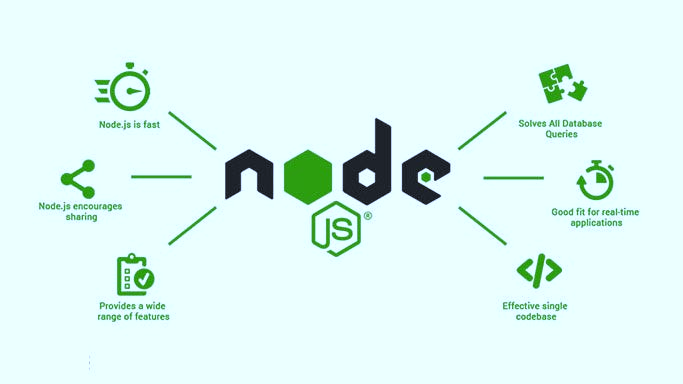 Node.js is fast
Node.js encourages
sharing
Provides a wide
range of features
node
JS®
Solves All Database
Queries
Good fit for real-time
applications
Effective single
codebase